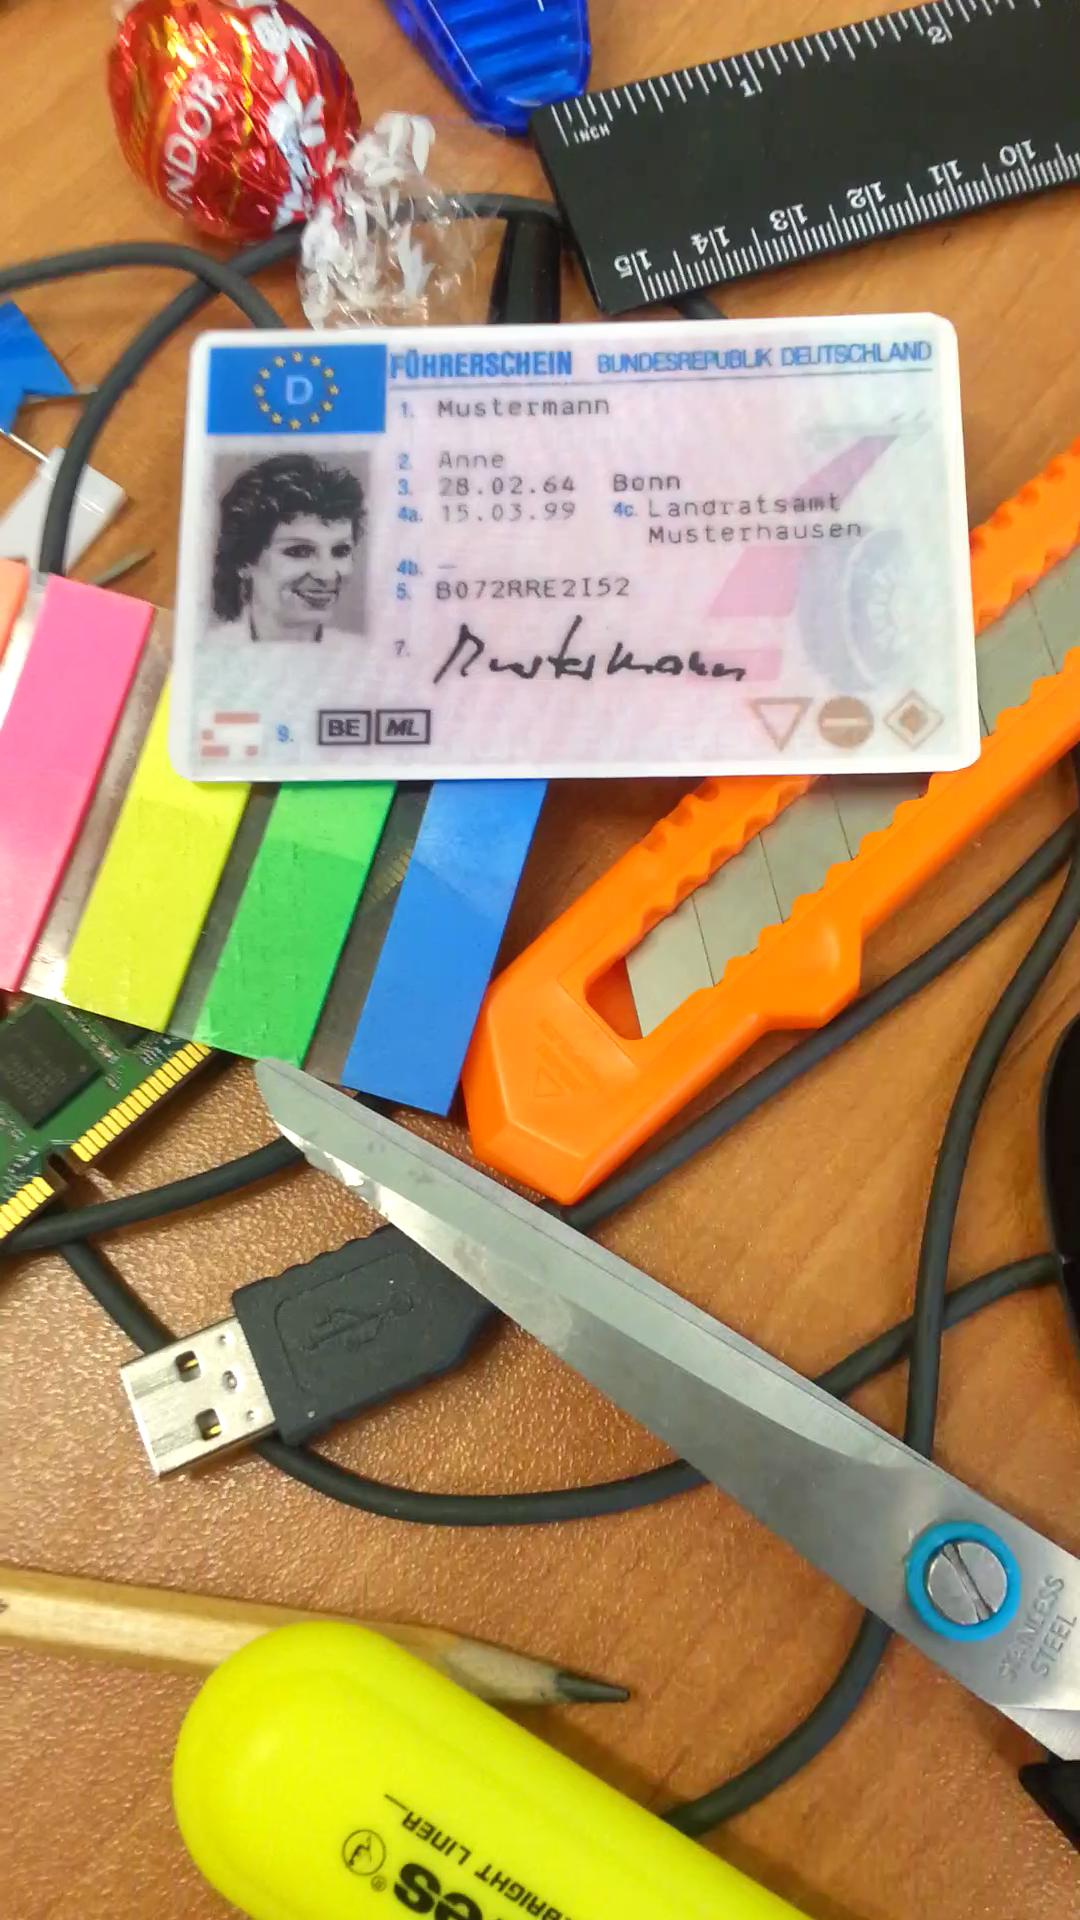 LINDOR
INCH
1 2
15 14 13 12 11 10
D
FÜHRERSCHEIN BUNDESREPUBLIK DEUTSCHLAND
1. Mustermann
2. Anne
3. 28.02.64 Bonn
4a. 15.03.99 4c. Landratsamt
Musterhausen
4b. —
5. B072RRE2I52
7. Mustermann
9. BE ML
STAINLESS
STEEL
BRIGHT LINER